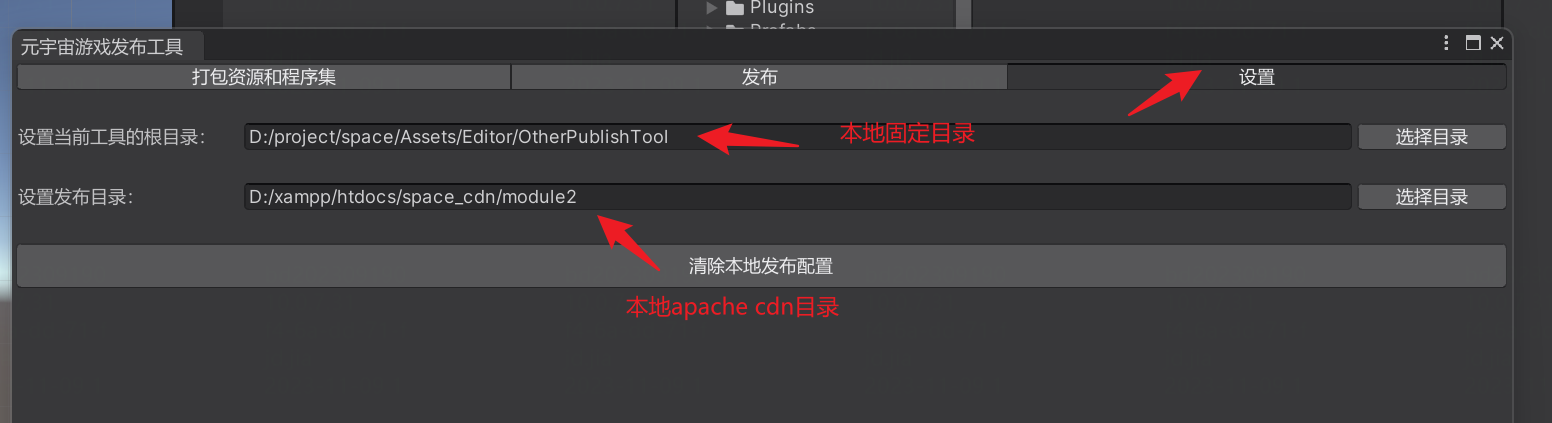 Plugins
Prefabs
元宇宙游戏发布工具
打包资源和程序集
发布
设置
设置当前工具的根目录:
D:/project/space/Assets/Editor/OtherPublishTool
本地固定目录
选择目录
设置发布目录:
D:/xampp/htdocs/space_cdn/module2
选择目录
清除本地发布配置
本地apache cdn目录